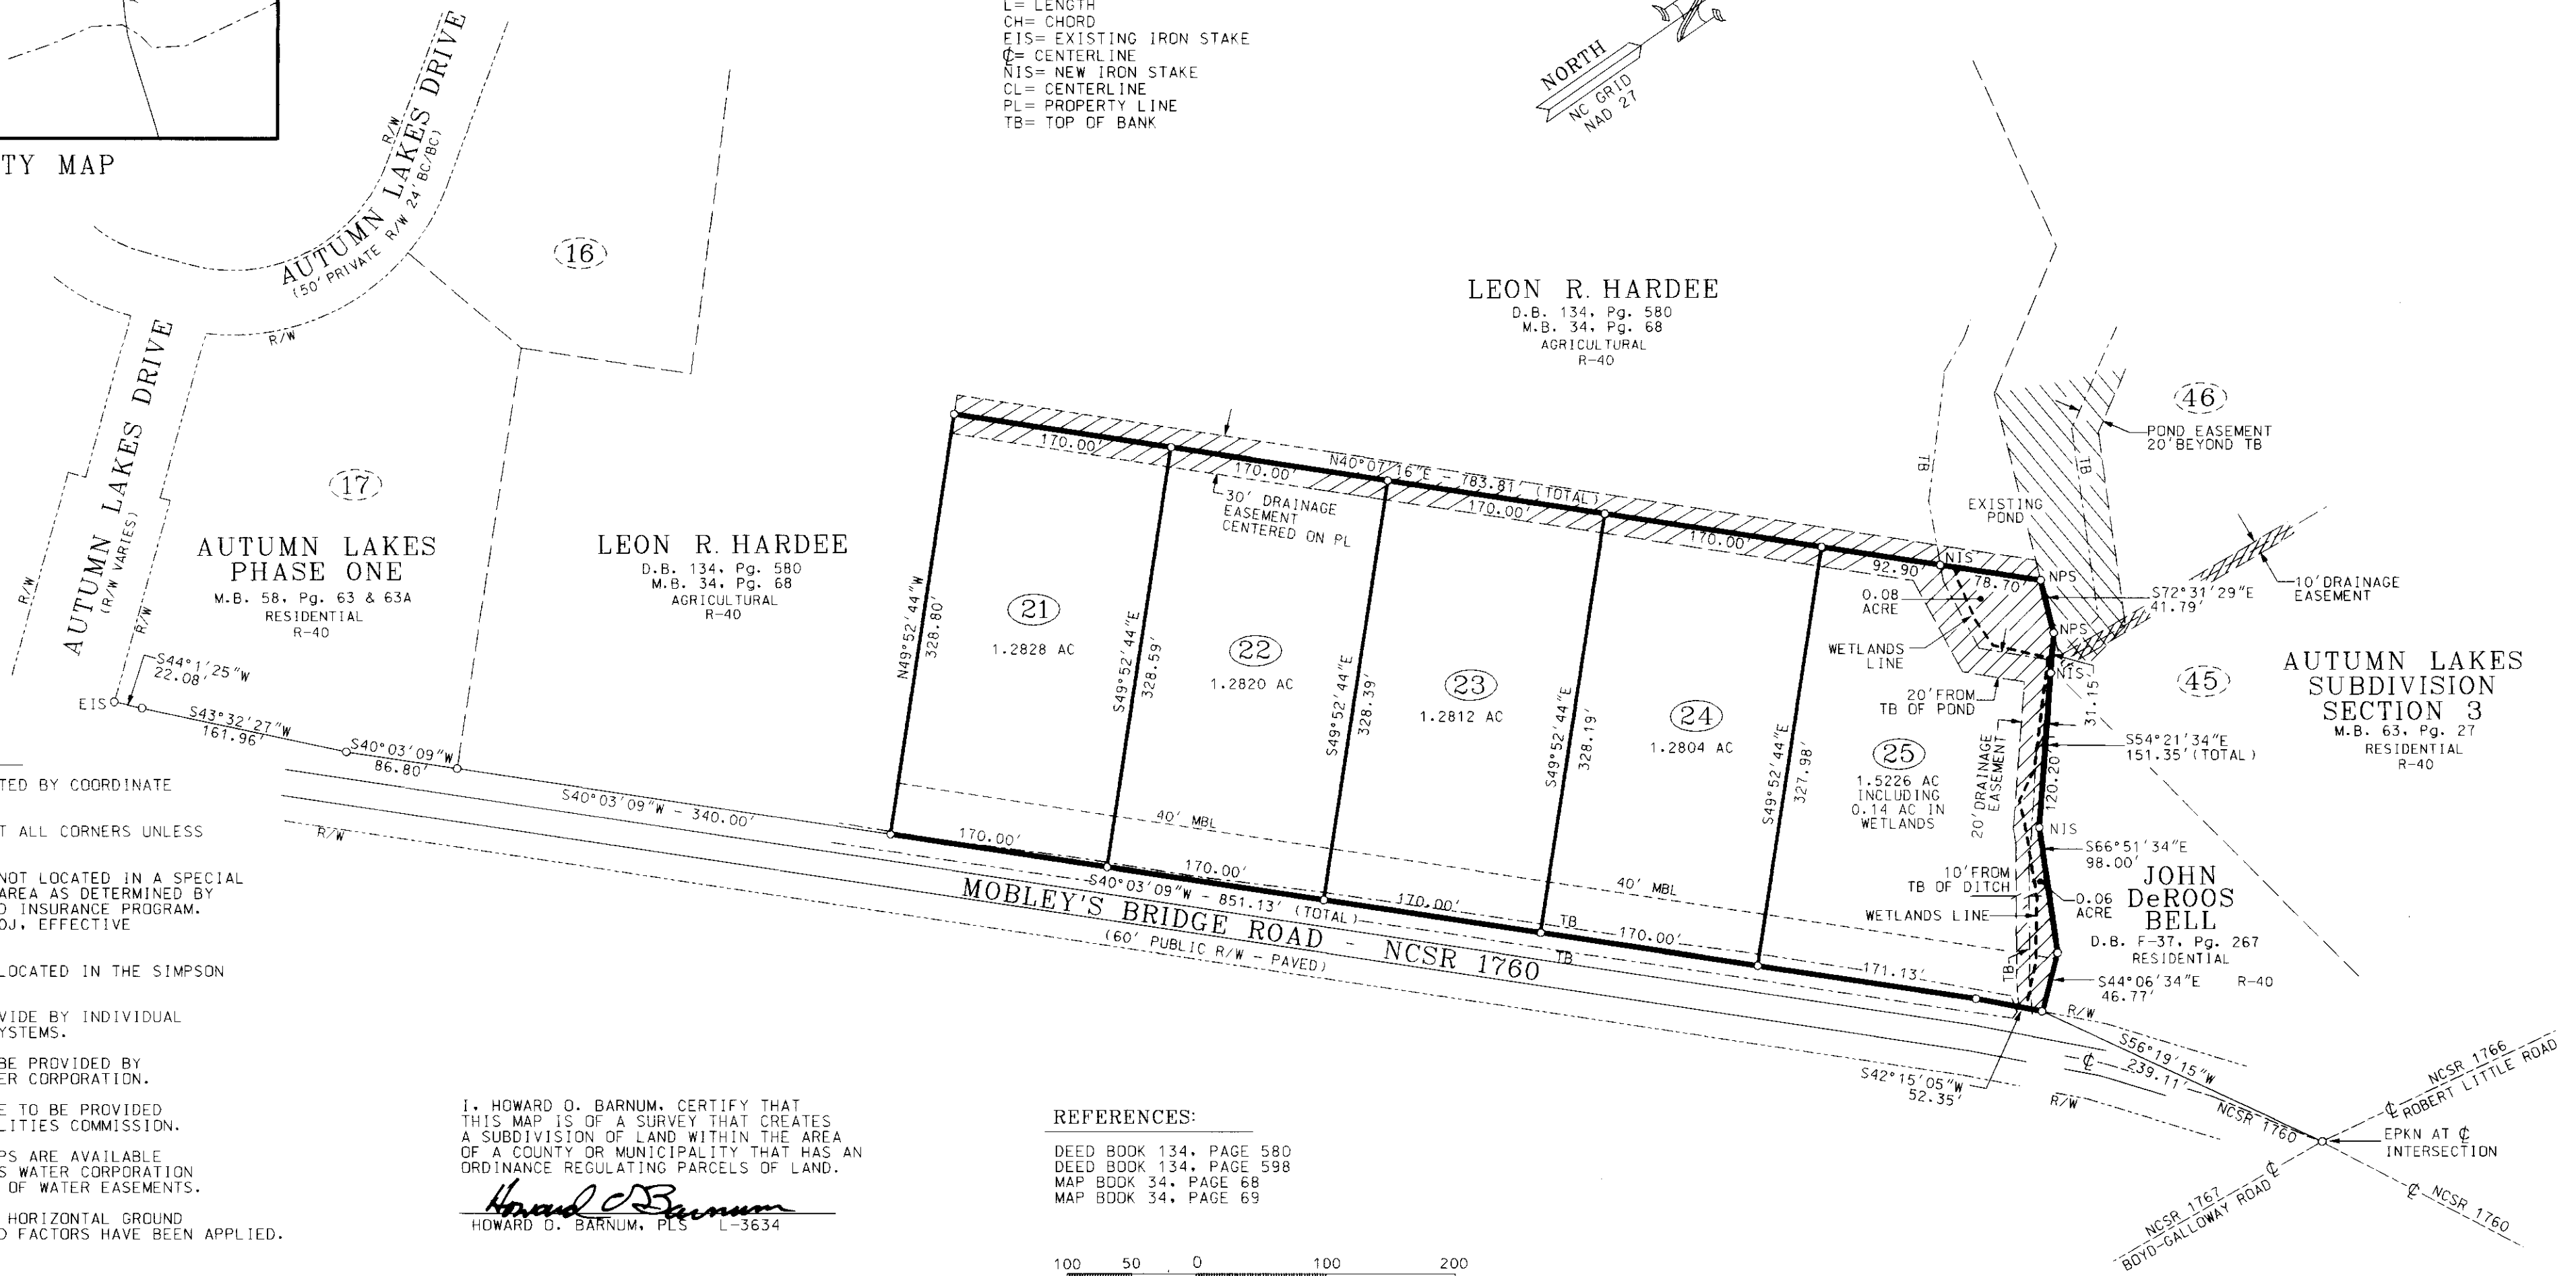 L= LENGTH
CH= CHORD
EIS= EXISTING IRON STAKE
℄= CENTERLINE
NIS= NEW IRON STAKE
CL= CENTERLINE
PL= PROPERTY LINE
TB= TOP OF BANK
NORTH
NC GRID
NAD 27
TY MAP
AUTUMN LAKES DRIVE
(50' PRIVATE R/W 24' BC/BC)
R/W
R/W
16
AUTUMN LAKES DRIVE
(R/W VARIES)
R/W
R/W
17
AUTUMN LAKES
PHASE ONE
M.B. 58, Pg. 63 & 63A
RESIDENTIAL
R-40
S44°1'25"W
22.08'
EIS
S43°32'27"W
161.96'
S40°03'09"W
86.80'
LEON R. HARDEE
D.B. 134, Pg. 580
M.B. 34, Pg. 68
AGRICULTURAL
R-40
LEON R. HARDEE
D.B. 134, Pg. 580
M.B. 34, Pg. 68
AGRICULTURAL
R-40
S40°03'09"W - 340.00'
R/W
170.00'
170.00'
170.00'
170.00'
N40°07'16"E - 783.81' (TOTAL)
30' DRAINAGE
EASEMENT
CENTERED ON PL
N49°52'44"W
328.80'
21
1.2828 AC
S49°52'44"E
328.59'
22
1.2820 AC
S49°52'44"E
328.39'
23
1.2812 AC
S49°52'44"E
328.19'
24
1.2804 AC
S49°52'44"E
327.98'
25
1.5226 AC
INCLUDING
0.14 AC IN
WETLANDS
92.90'
NIS
78.70'
NPS
0.08
ACRE
WETLANDS
LINE
20' FROM
TB OF POND
20' DRAINAGE
EASEMENT
EXISTING
POND
TB
TB
46
POND EASEMENT
20' BEYOND TB
10' DRAINAGE
EASEMENT
S72°31'29"E
41.79'
NPS
NIS
31.15'
45
S54°21'34"E
151.35' (TOTAL)
120.20'
NIS
S66°51'34"E
98.00'
10' FROM
TB OF DITCH
WETLANDS LINE
0.06
ACRE
TB
AUTUMN LAKES
SUBDIVISION
SECTION 3
M.B. 63, Pg. 27
RESIDENTIAL
R-40
JOHN
DeROOS
BELL
D.B. F-37, Pg. 267
RESIDENTIAL
R-40
S44°06'34"E
46.77'
R/W
40' MBL
40' MBL
170.00'
170.00'
170.00'
170.00'
171.13'
TB
TB
S40°03'09"W - 851.13' (TOTAL)
MOBLEY'S BRIDGE ROAD - NCSR 1760
(60' PUBLIC R/W - PAVED)
S42°15'05"W
52.35'
R/W
S56°19'15"W
239.11'
℄
NCSR 1760
NCSR 1766
℄ ROBERT LITTLE ROAD
EPKN AT ℄
INTERSECTION
NCSR 1767
BOYD-GALLOWAY ROAD ℄
℄ NCSR 1760
TED BY COORDINATE
T ALL CORNERS UNLESS
NOT LOCATED IN A SPECIAL
AREA AS DETERMINED BY
D INSURANCE PROGRAM.
OJ, EFFECTIVE
LOCATED IN THE SIMPSON
VIDE BY INDIVIDUAL
YSTEMS.
BE PROVIDED BY
ER CORPORATION.
E TO BE PROVIDED
LITIES COMMISSION.
PS ARE AVAILABLE
S WATER CORPORATION
OF WATER EASEMENTS.
HORIZONTAL GROUND
D FACTORS HAVE BEEN APPLIED.
I, HOWARD O. BARNUM, CERTIFY THAT
THIS MAP IS OF A SURVEY THAT CREATES
A SUBDIVISION OF LAND WITHIN THE AREA
OF A COUNTY OR MUNICIPALITY THAT HAS AN
ORDINANCE REGULATING PARCELS OF LAND.
Howard O Barnum
HOWARD O. BARNUM, PLS L-3634
REFERENCES:
DEED BOOK 134, PAGE 580
DEED BOOK 134, PAGE 598
MAP BOOK 34, PAGE 68
MAP BOOK 34, PAGE 69
100 50 0 100 200